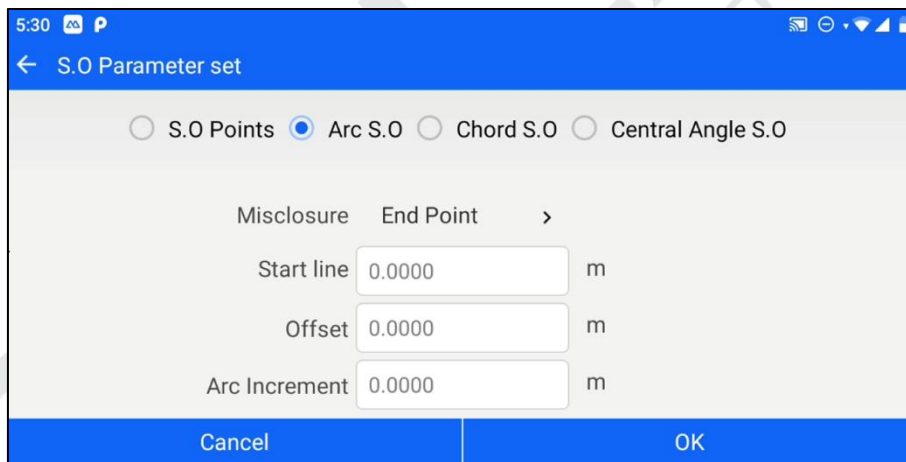 5:30
S.O Parameter set
S.O Points Arc S.O Chord S.O Central Angle S.O
Misclosure End Point >
Start line 0.0000 m
Offset 0.0000 m
Arc Increment 0.0000 m
Cancel OK